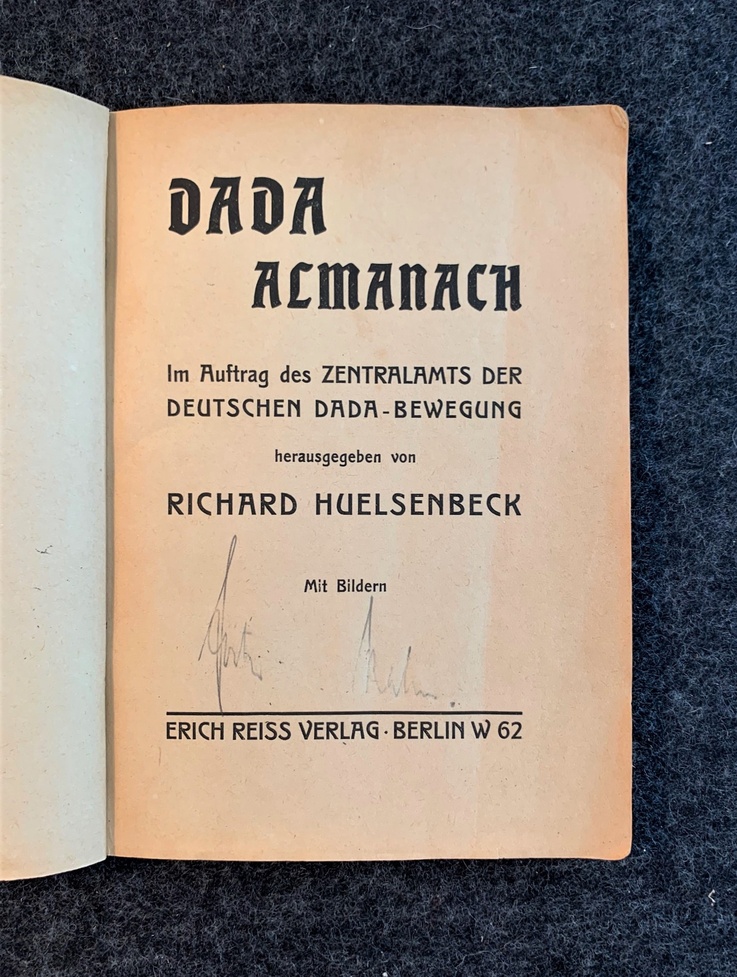 DADA
ALMANACH
Im Auftrag des ZENTRALAMTS DER
DEUTSCHEN DADA-BEWEGUNG
herausgegeben von
RICHARD HUELSENBECK
Mit Bildern
ERICH REISS VERLAG · BERLIN W 62